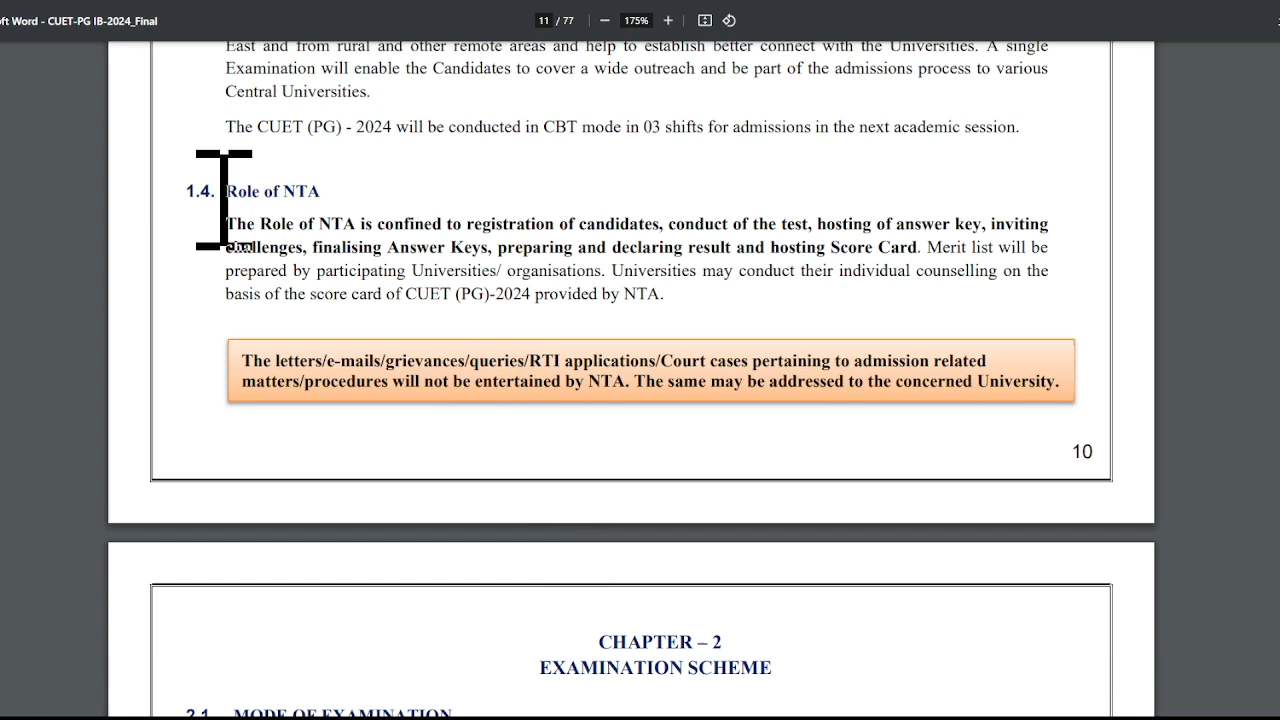 oft Word - CUET-PG IB-2024_Final
11 / 77
175%
East and from rural and other remote areas and help to establish better connect with the Universities. A single
Examination will enable the Candidates to cover a wide outreach and be part of the admissions process to various
Central Universities.
The CUET (PG) - 2024 will be conducted in CBT mode in 03 shifts for admissions in the next academic session.
1.4. Role of NTA
The Role of NTA is confined to registration of candidates, conduct of the test, hosting of answer key, inviting
challenges, finalising Answer Keys, preparing and declaring result and hosting Score Card. Merit list will be
prepared by participating Universities/ organisations. Universities may conduct their individual counselling on the
basis of the score card of CUET (PG)-2024 provided by NTA.
The letters/e-mails/grievances/queries/RTI applications/Court cases pertaining to admission related
matters/procedures will not be entertained by NTA. The same may be addressed to the concerned University.
10
CHAPTER – 2
EXAMINATION SCHEME
2.1. MODE OF EXAMINATION